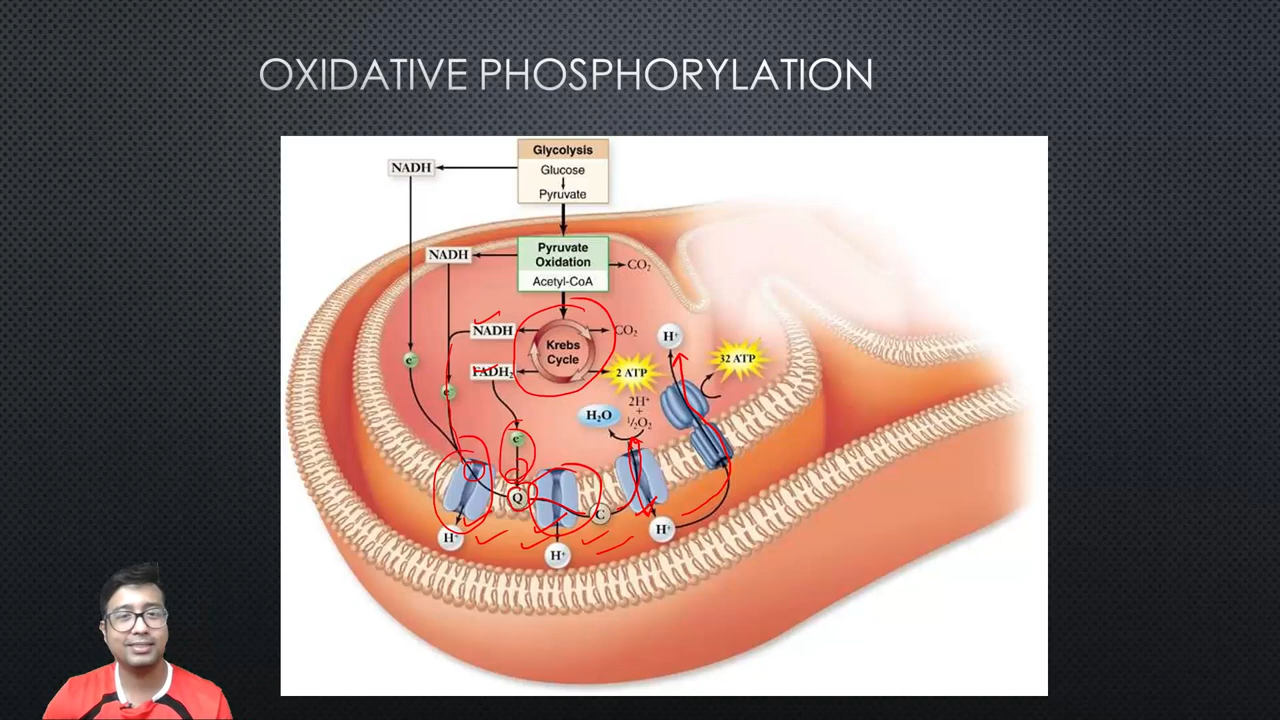 OXIDATIVE PHOSPHORYLATION
Glycolysis
Glucose
Pyruvate
NADH
Pyruvate
Oxidation
Acetyl-CoA
NADH
CO₂
NADH
CO₂
Krebs
Cycle
FADH₂
2 ATP
H⁺
32 ATP
2H⁺
+
½O₂
H₂O
e⁻
e⁻
e⁻
Q
C
H⁺
H⁺
H⁺